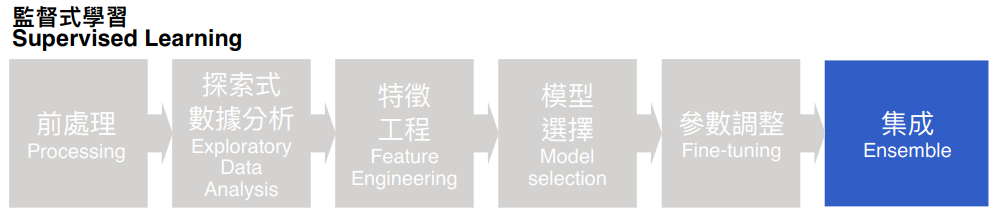 監督式學習
Supervised Learning
前處理
Processing
探索式
數據分析
Exploratory
Data
Analysis
特徵
工程
Feature
Engineering
模型
選擇
Model
selection
參數調整
Fine-tuning
集成
Ensemble